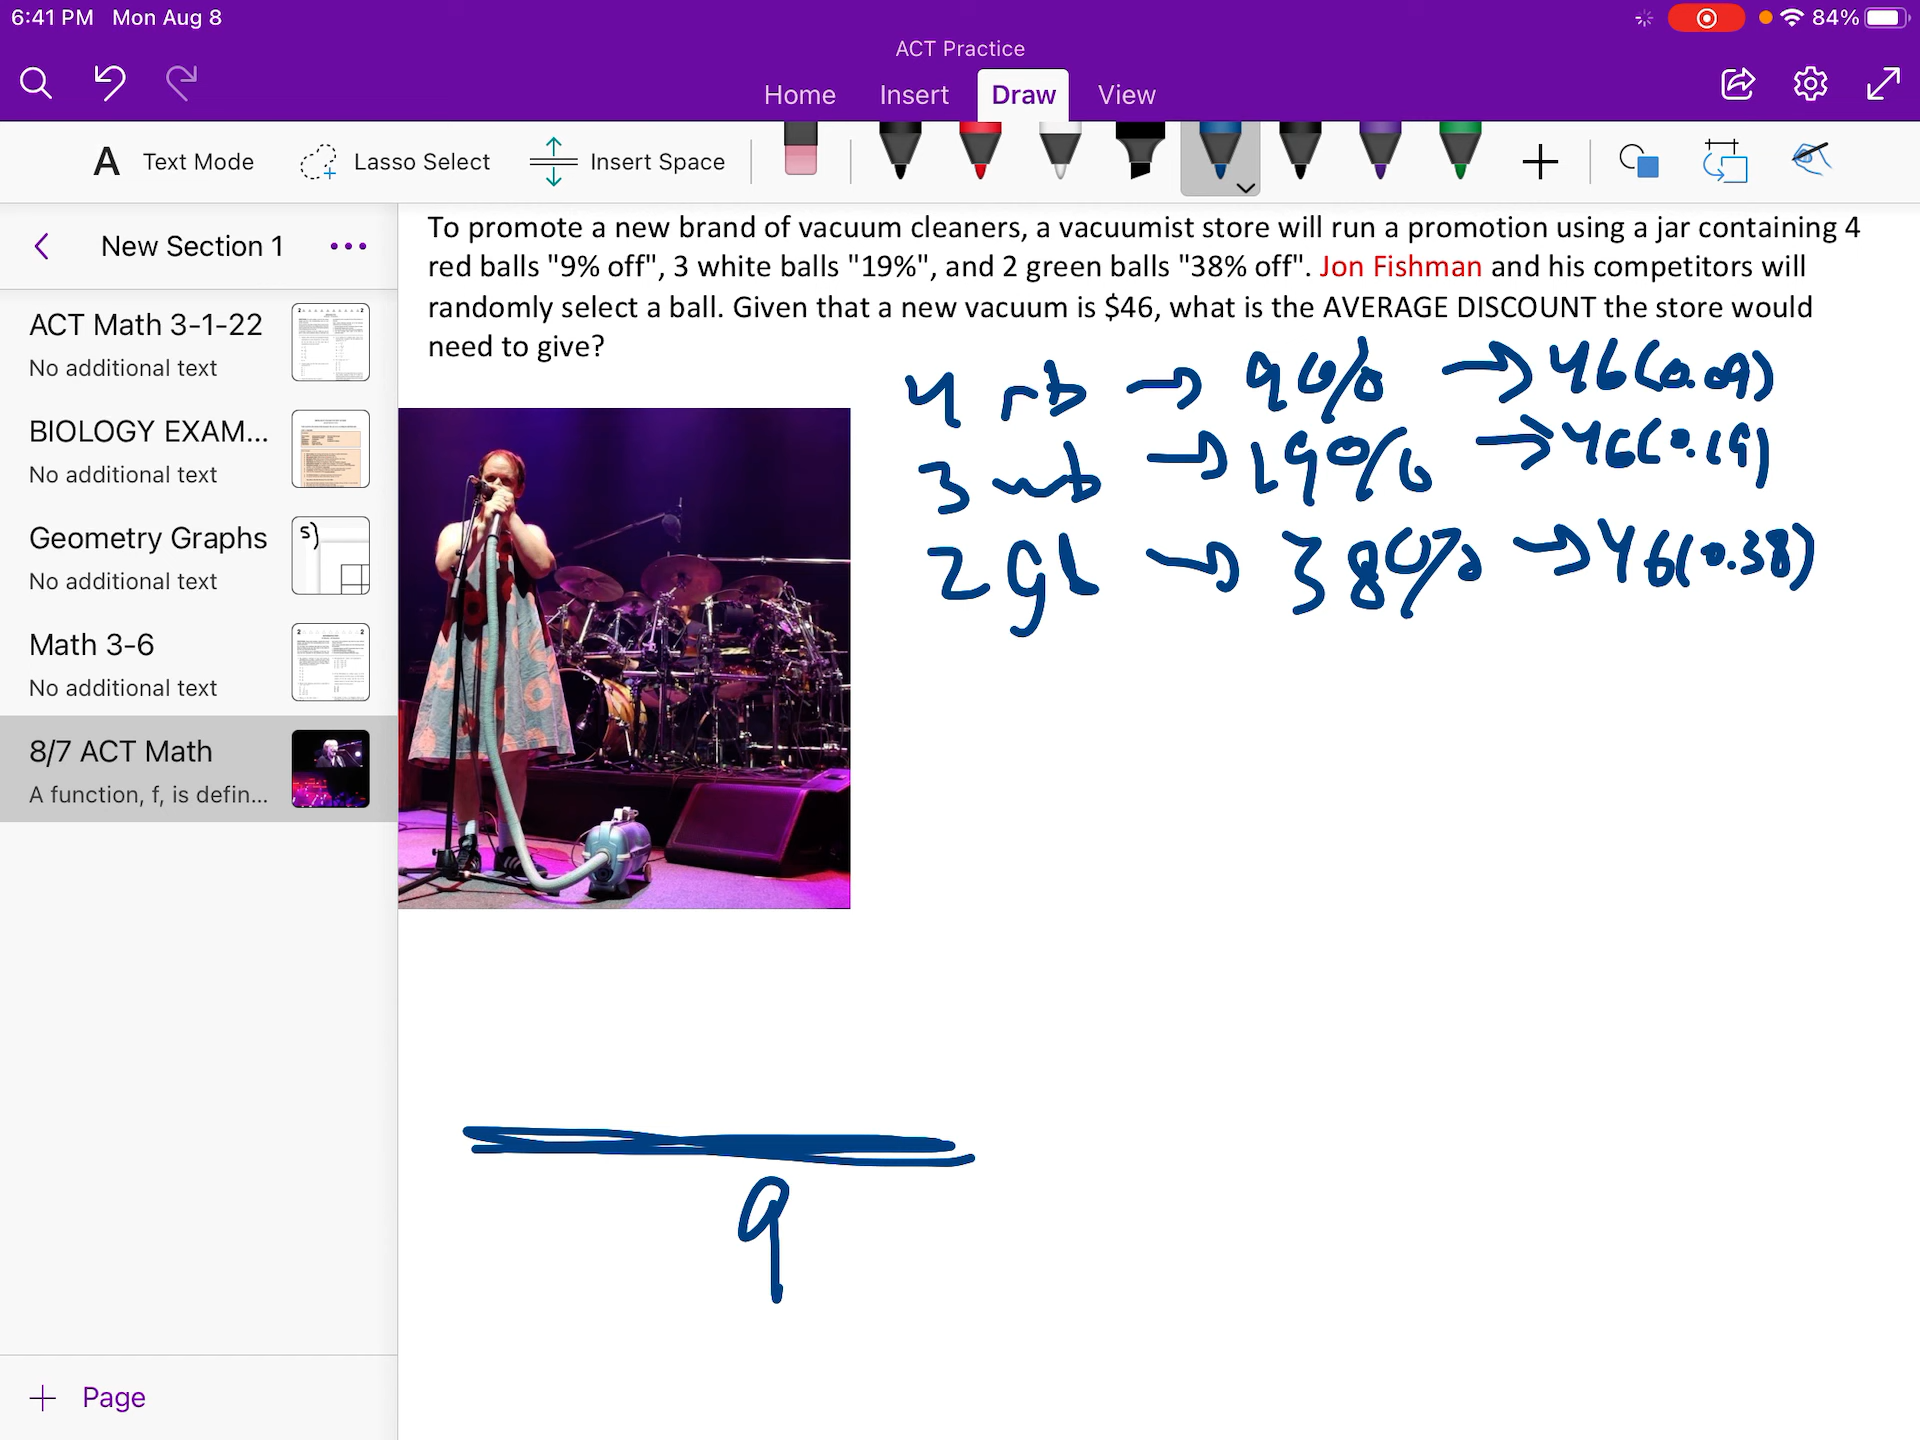 6:41 PM Mon Aug 8
84%
ACT Practice
Home Insert Draw View
A Text Mode Lasso Select Insert Space
New Section 1
ACT Math 3-1-22
No additional text
BIOLOGY EXAM...
No additional text
Geometry Graphs
No additional text
5)
Math 3-6
No additional text
8/7 ACT Math
A function, f, is defin...
Page
To promote a new brand of vacuum cleaners, a vacuumist store will run a promotion using a jar containing 4
red balls "9% off", 3 white balls "19%", and 2 green balls "38% off". Jon Fishman and his competitors will
randomly select a ball. Given that a new vacuum is $46, what is the AVERAGE DISCOUNT the store would
need to give?
4 rb → 9% → 46(0.09)
3 wb → 19% → 46(0.19)
2 gb → 38% → 46(0.38)
9